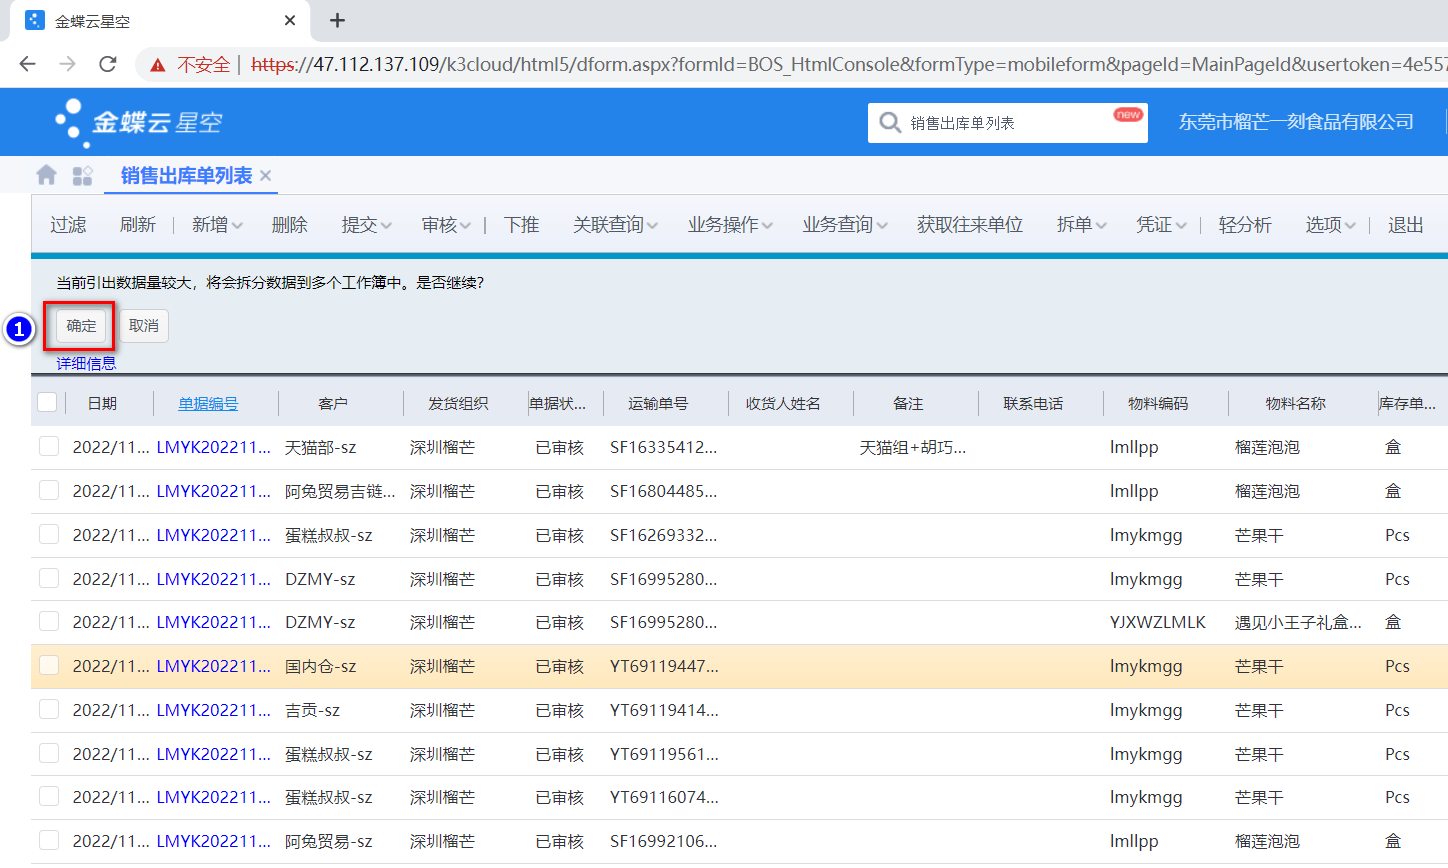 金蝶云星空
不安全 | https://47.112.137.109/k3cloud/html5/dform.aspx?formId=BOS_HtmlConsole&formType=mobileform&pageId=MainPageId&usertoken=4e557
金蝶云 星空 销售出库单列表 new 东莞市榴芒一刻食品有限公司
销售出库单列表
过滤 刷新 新增 删除 提交 审核 下推 关联查询 业务操作 业务查询 获取往来单位 拆单 凭证 轻分析 选项 退出
当前引出数据量较大，将会拆分数据到多个工作簿中。是否继续?
1 确定 取消
详细信息
日期 单据编号 客户 发货组织 单据状... 运输单号 收货人姓名 备注 联系电话 物料编码 物料名称 库存单...
2022/11... LMYK202211... 天猫部-sz 深圳榴芒 已审核 SF16335412... 天猫组+胡巧... lmllpp 榴莲泡泡 盒
2022/11... LMYK202211... 阿兔贸易吉链... 深圳榴芒 已审核 SF16804485... lmllpp 榴莲泡泡 盒
2022/11... LMYK202211... 蛋糕叔叔-sz 深圳榴芒 已审核 SF16269332... lmykmgg 芒果干 Pcs
2022/11... LMYK202211... DZMY-sz 深圳榴芒 已审核 SF16995280... lmykmgg 芒果干 Pcs
2022/11... LMYK202211... DZMY-sz 深圳榴芒 已审核 SF16995280... YJXWZLMLK 遇见小王子礼盒... 盒
2022/11... LMYK202211... 国内仓-sz 深圳榴芒 已审核 YT69119447... lmykmgg 芒果干 Pcs
2022/11... LMYK202211... 吉贡-sz 深圳榴芒 已审核 YT69119414... lmykmgg 芒果干 Pcs
2022/11... LMYK202211... 蛋糕叔叔-sz 深圳榴芒 已审核 YT69119561... lmykmgg 芒果干 Pcs
2022/11... LMYK202211... 蛋糕叔叔-sz 深圳榴芒 已审核 YT69116074... lmykmgg 芒果干 Pcs
2022/11... LMYK202211... 阿兔贸易-sz 深圳榴芒 已审核 SF16992106... lmllpp 榴莲泡泡 盒